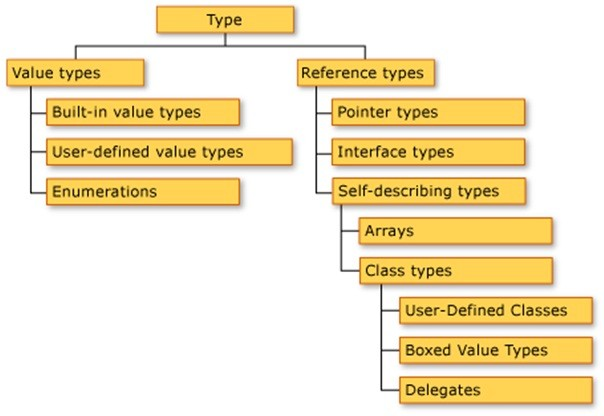 Type
Value types
Built-in value types
User-defined value types
Enumerations
Reference types
Pointer types
Interface types
Self-describing types
Arrays
Class types
User-Defined Classes
Boxed Value Types
Delegates